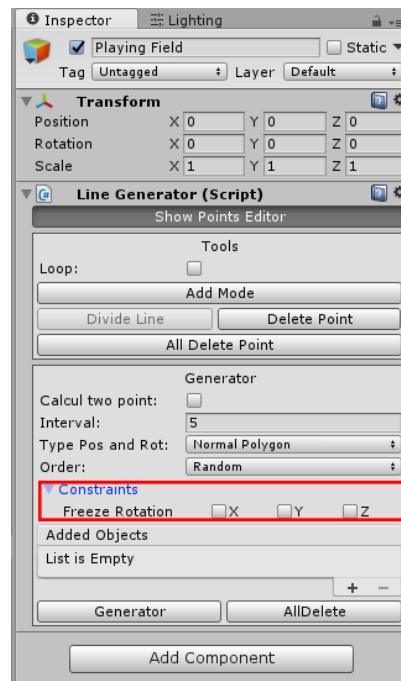 Inspector Lighting
Playing Field Static
Tag Untagged Layer Default
Transform
Position X 0 Y 0 Z 0
Rotation X 0 Y 0 Z 0
Scale X 1 Y 1 Z 1
Line Generator (Script)
Show Points Editor
Tools
Loop:
Add Mode
Divide Line Delete Point
All Delete Point
Generator
Calcul two point:
Interval: 5
Type Pos and Rot: Normal Polygon
Order: Random
Constraints
Freeze Rotation X Y Z
Added Objects
List is Empty
+ −
Generator AllDelete
Add Component